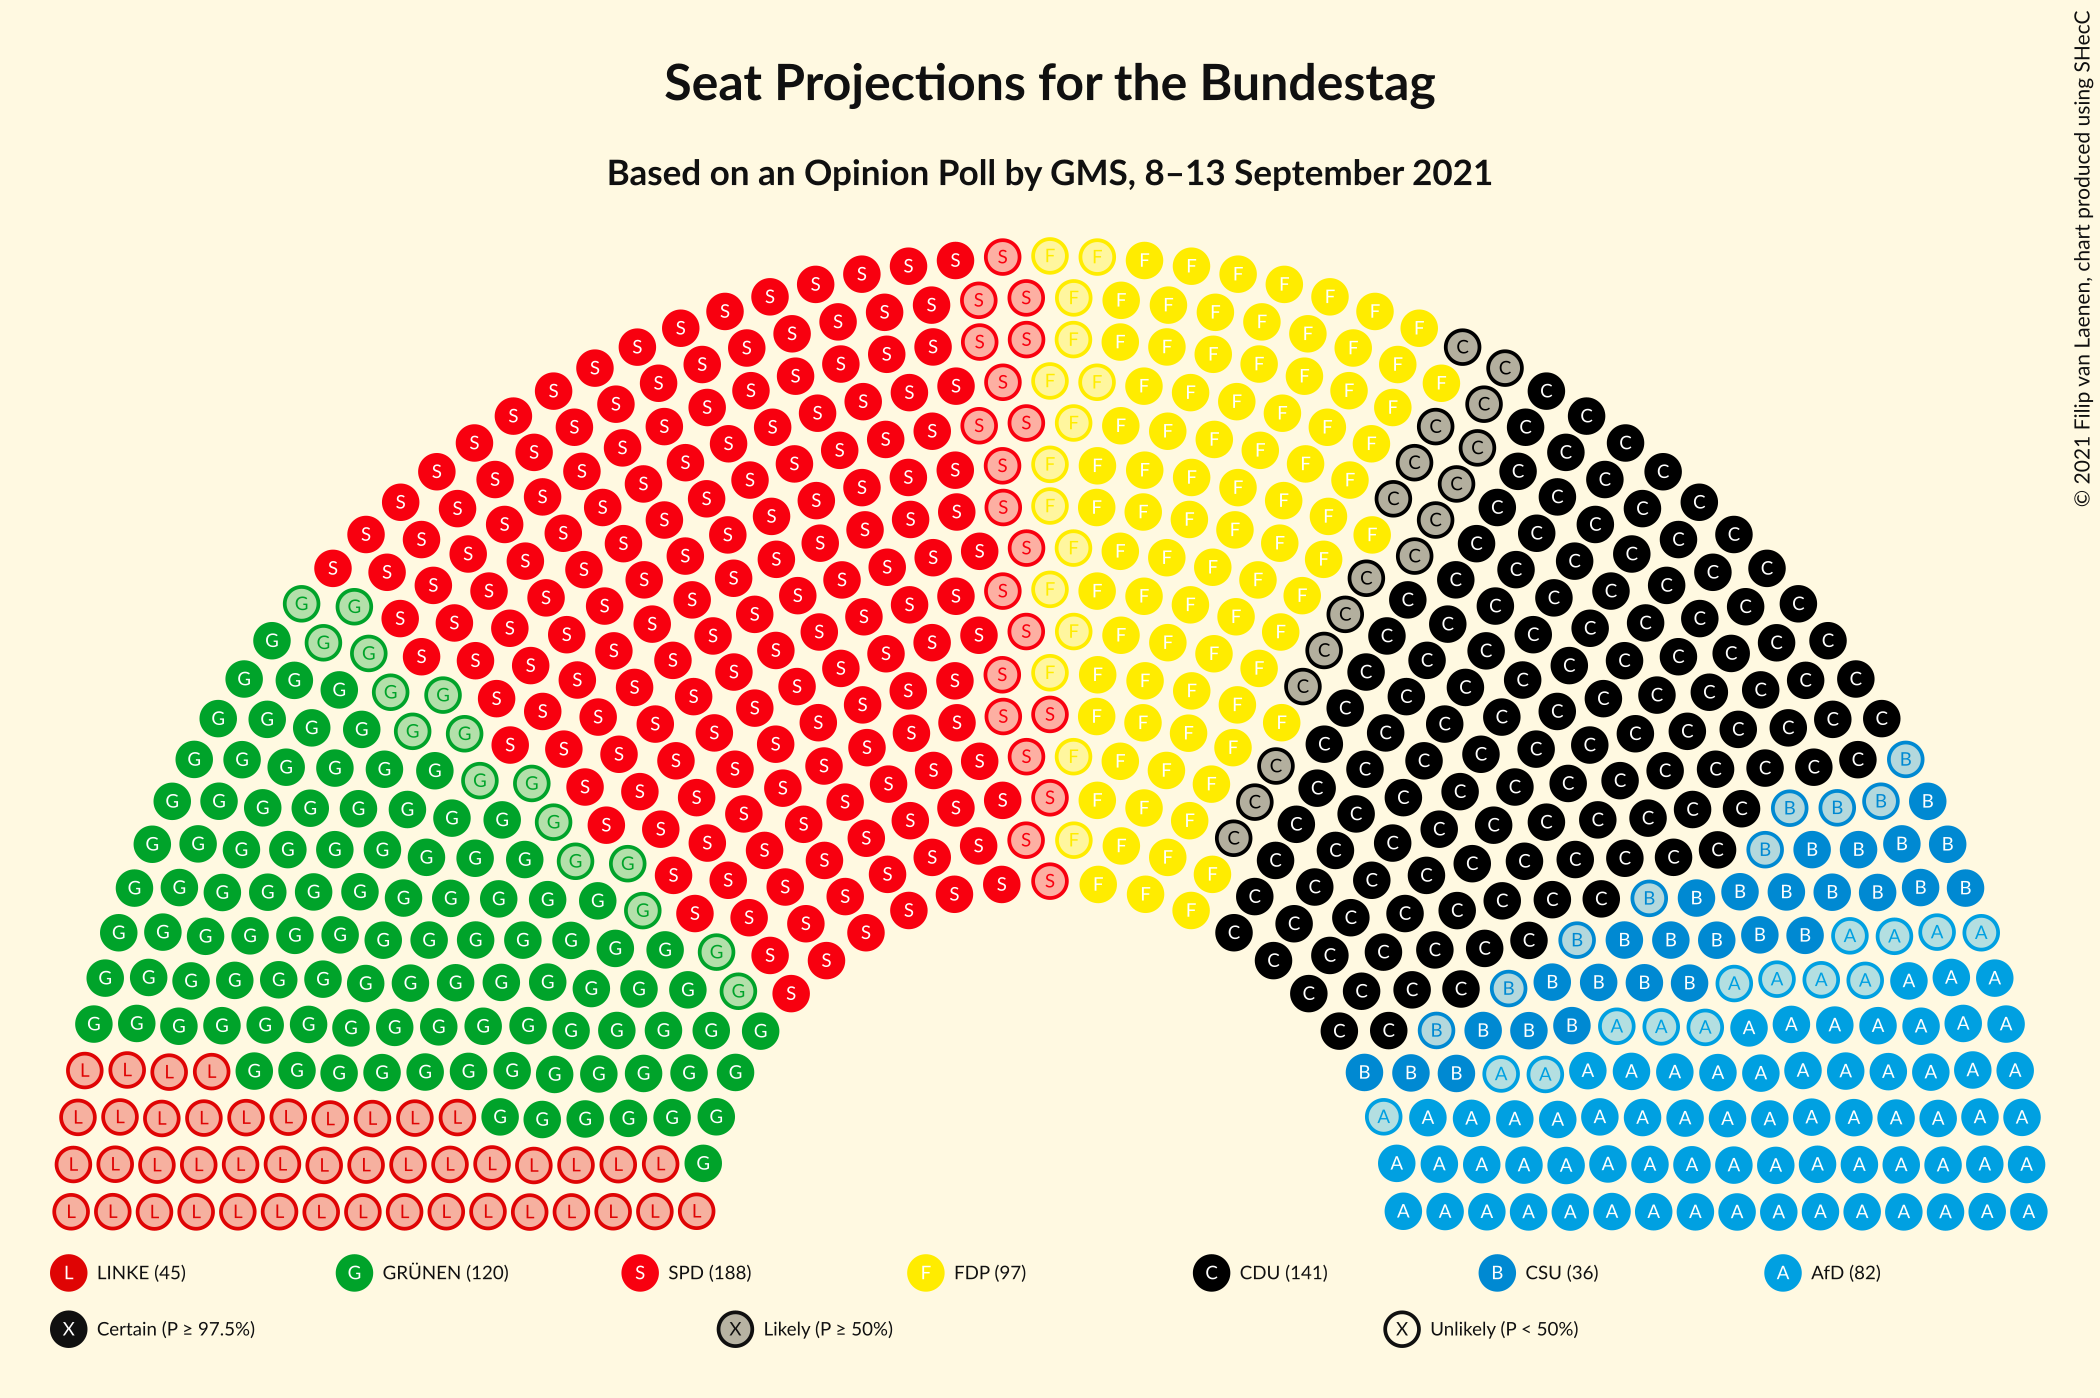 Seat Projections for the Bundestag
Based on an Opinion Poll by GMS, 8–13 September 2021
© 2021 Filip van Laenen, chart produced using SHecC
L LINKE (45) G GRÜNEN (120) S SPD (188) F FDP (97) C CDU (141) B CSU (36) A AfD (82)
X Certain (P ≥ 97.5%) X Likely (P ≥ 50%) X Unlikely (P < 50%)